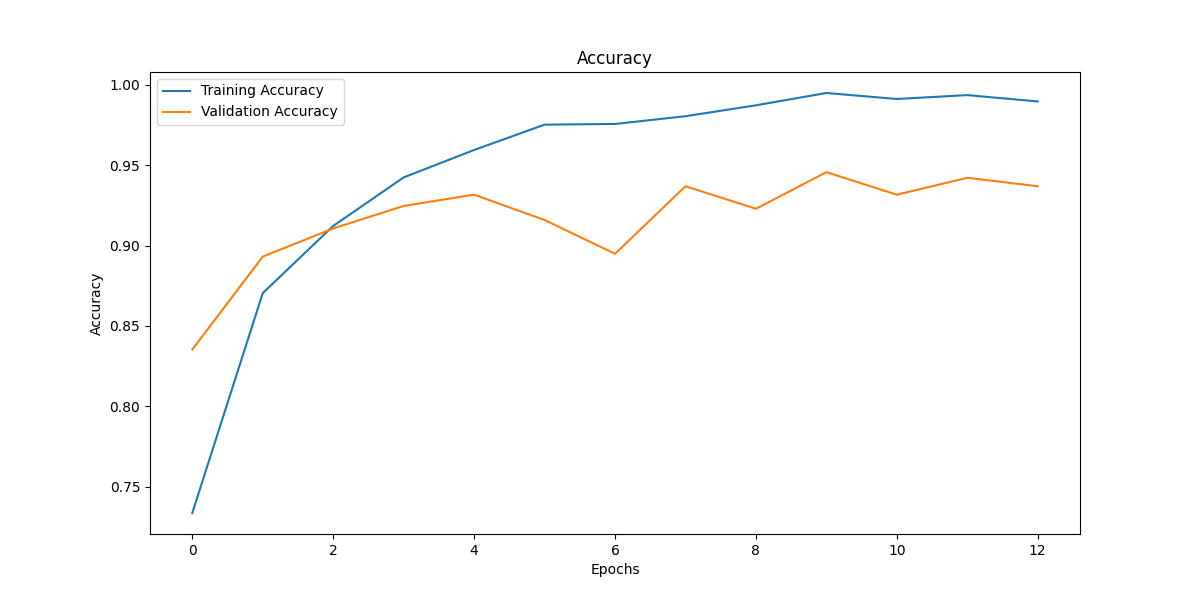 Accuracy
1.00
0.95
0.90
0.85
0.80
0.75
Accuracy
Training Accuracy
Validation Accuracy
0 2 4 6 8 10 12
Epochs